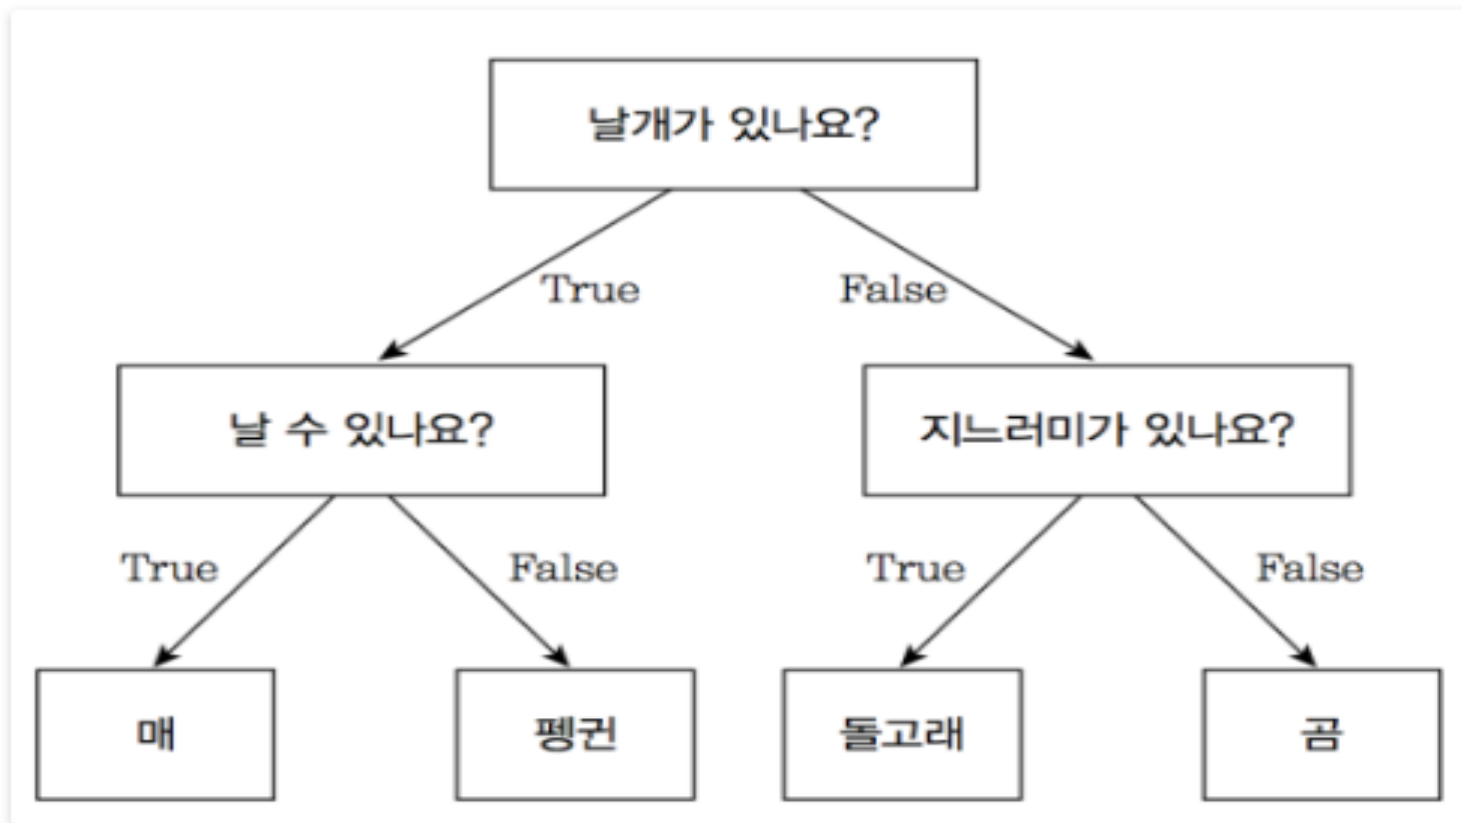 날개가 있나요?
True
False
날 수 있나요?
지느러미가 있나요?
True
False
True
False
매
펭귄
돌고래
곰